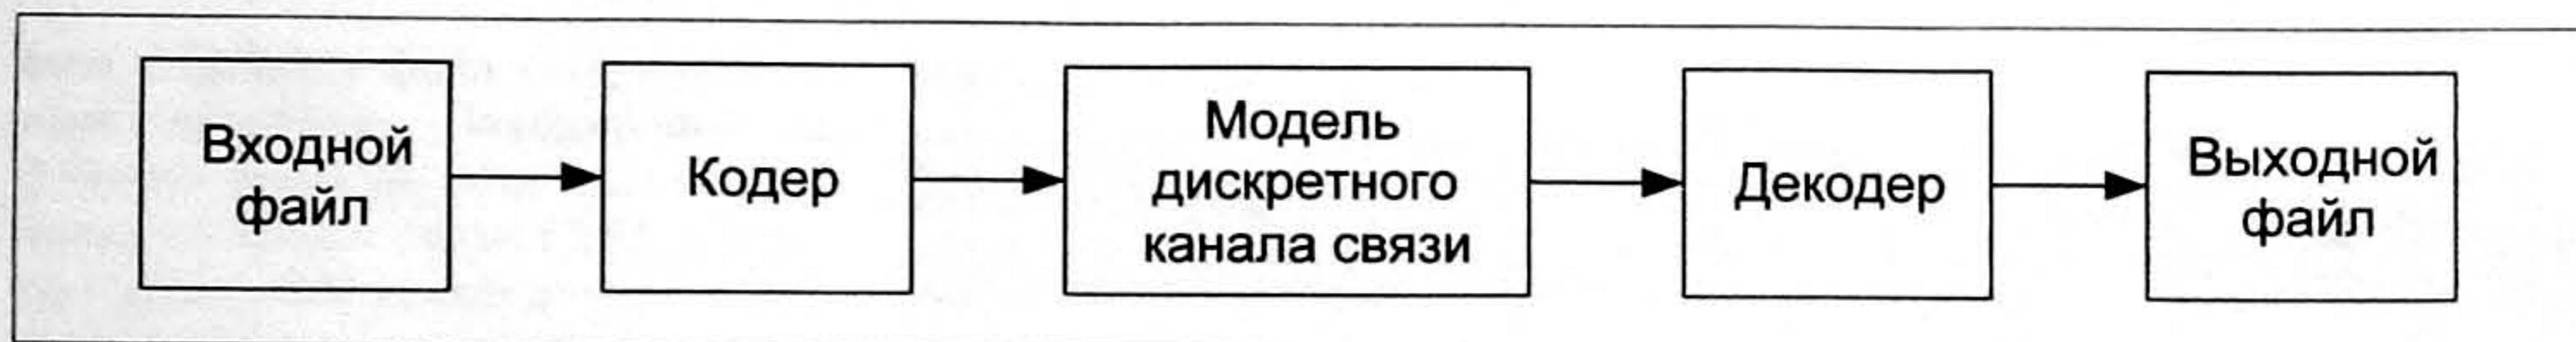 Входной
файл
Кодер
Модель
дискретного
канала связи
Декодер
Выходной
файл